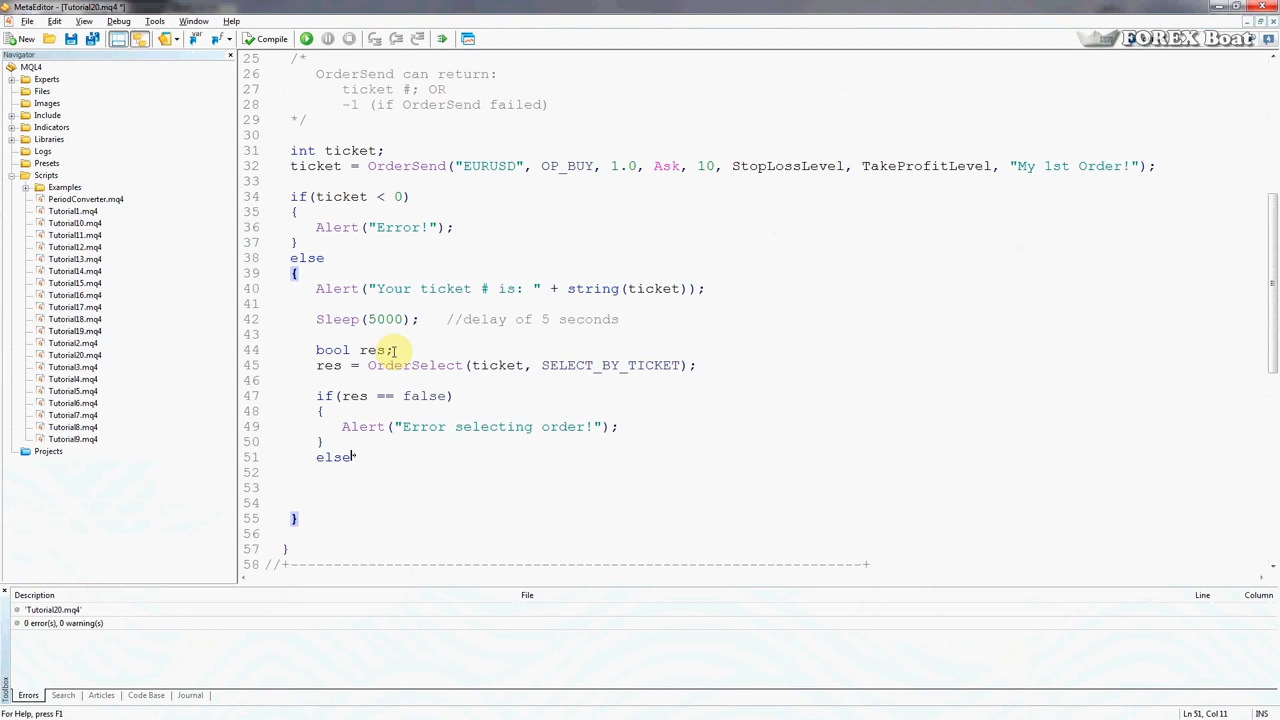 MetaEditor - [Tutorial20.mq4 *]
File Edit View Debug Tools Window Help
New Compile
FOREX Boat
Navigator
MQL4
Experts
Files
Images
Include
Indicators
Libraries
Logs
Presets
Scripts
Examples
PeriodConverter.mq4
Tutorial1.mq4
Tutorial10.mq4
Tutorial11.mq4
Tutorial12.mq4
Tutorial13.mq4
Tutorial14.mq4
Tutorial15.mq4
Tutorial16.mq4
Tutorial17.mq4
Tutorial18.mq4
Tutorial19.mq4
Tutorial2.mq4
Tutorial20.mq4
Tutorial3.mq4
Tutorial4.mq4
Tutorial5.mq4
Tutorial6.mq4
Tutorial7.mq4
Tutorial8.mq4
Tutorial9.mq4
Projects
25 /*
26 OrderSend can return:
27 ticket #; OR
28 -1 (if OrderSend failed)
29 */
30
31 int ticket;
32 ticket = OrderSend("EURUSD", OP_BUY, 1.0, Ask, 10, StopLossLevel, TakeProfitLevel, "My 1st Order!");
33
34 if(ticket < 0)
35 {
36 Alert("Error!");
37 }
38 else
39 {
40 Alert("Your ticket # is: " + string(ticket));
41
42 Sleep(5000); //delay of 5 seconds
43
44 bool res;
45 res = OrderSelect(ticket, SELECT_BY_TICKET);
46
47 if(res == false)
48 {
49 Alert("Error selecting order!");
50 }
51 else
52
53
54
55 }
56
57 }
58 //+------------------------------------------------------------------+
Description File Line Column
'Tutorial20.mq4'
0 error(s), 0 warning(s)
Toolbox
Errors Search Articles Code Base Journal
For Help, press F1 Ln 51, Col 11 INS